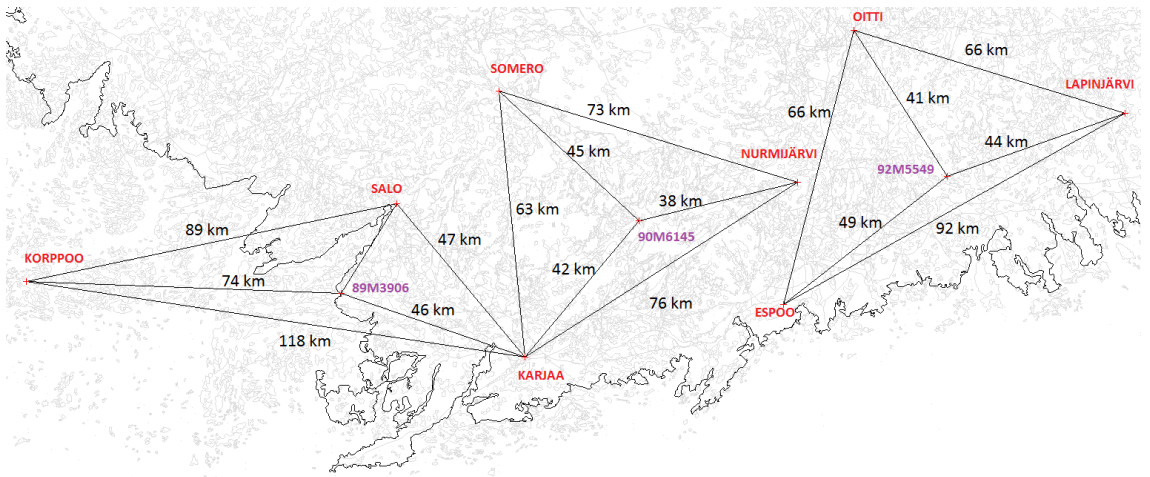 OITTI
66 km
SOMERO
LAPINJÄRVI
41 km
73 km
66 km
44 km
45 km
NURMIJÄRVI
92M5549
SALO
38 km
63 km
49 km
89 km
92 km
47 km
90M6145
KORPPOO
42 km
74 km
89M3906
76 km
46 km
ESPOO
118 km
KARJAA